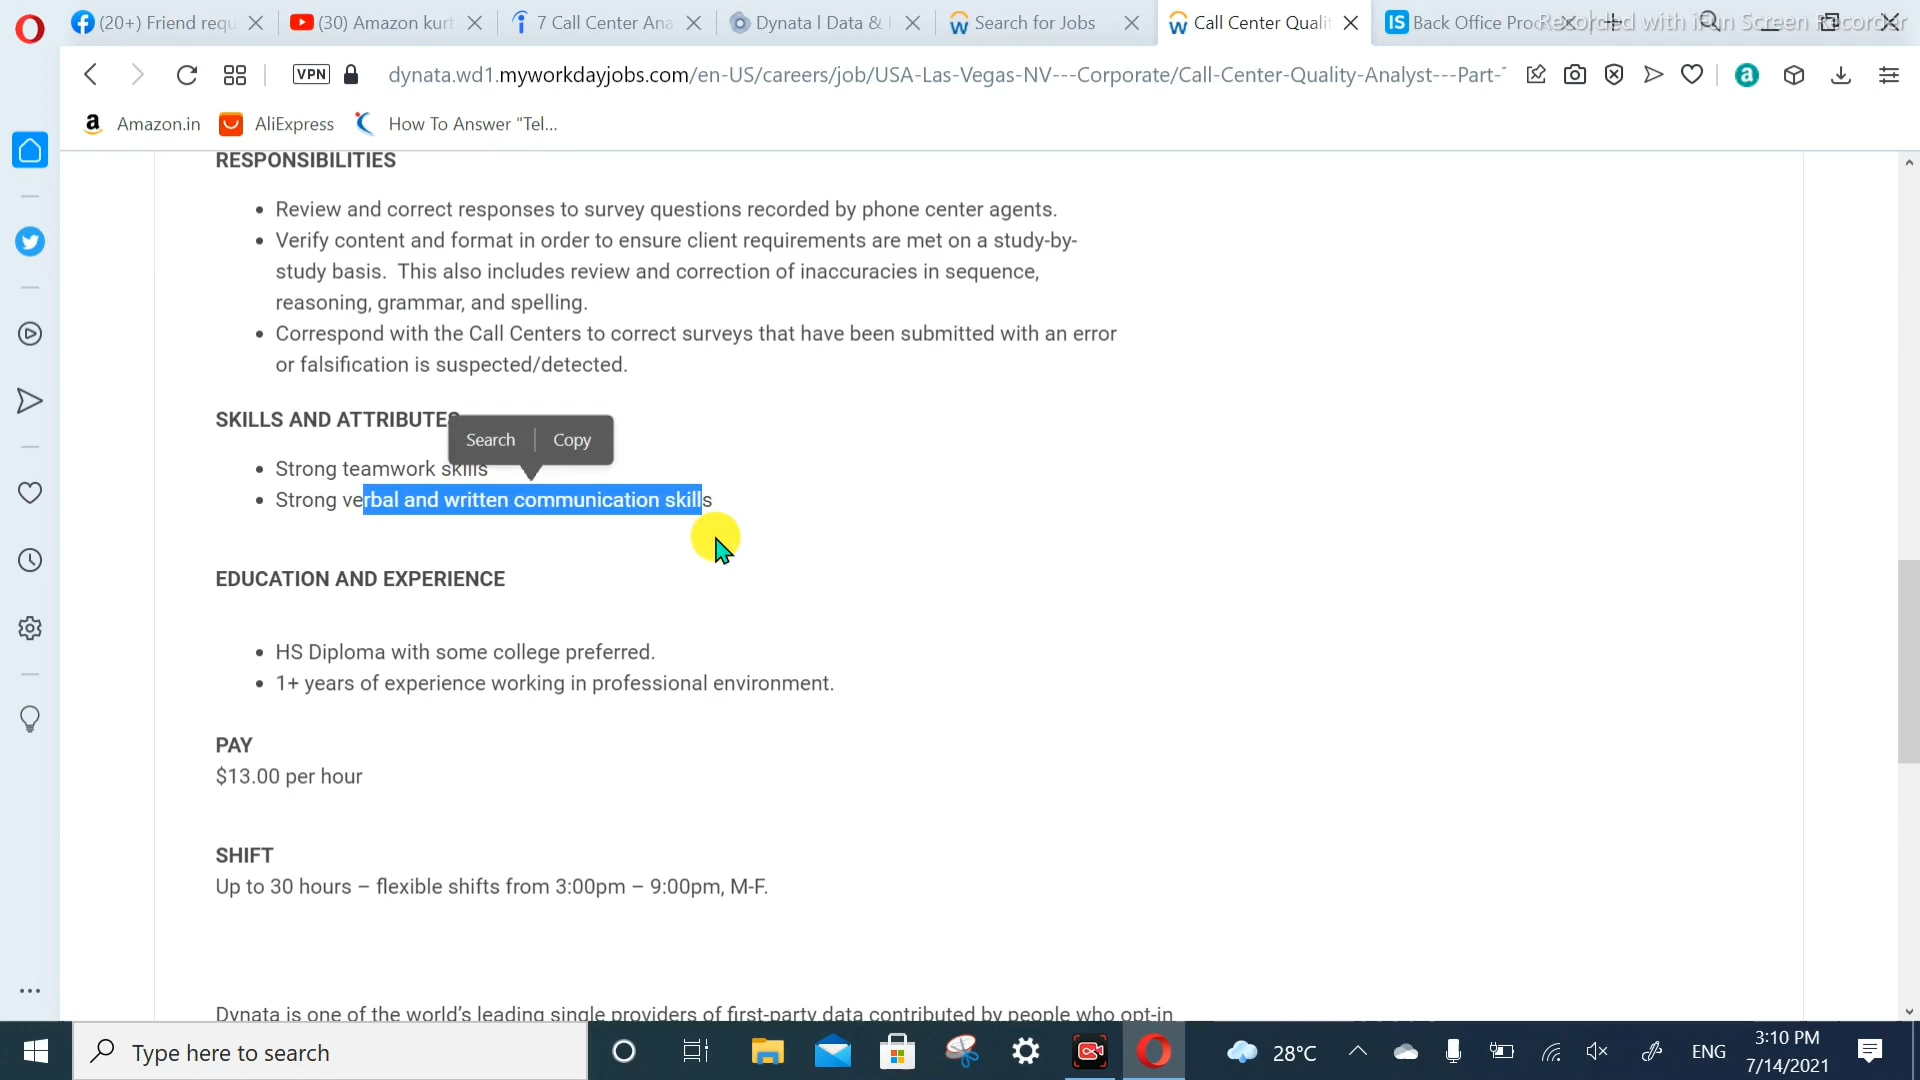 (20+) Friend requ
(30) Amazon kurt
7 Call Center Ana
Dynata l Data &
Search for Jobs
Call Center Quali
Back Office Proc
Recorded with iFun Screen Recorder
VPN
dynata.wd1.myworkdayjobs.com/en-US/careers/job/USA-Las-Vegas-NV---Corporate/Call-Center-Quality-Analyst---Part-
Amazon.in
AliExpress
How To Answer "Tel...
RESPONSIBILITIES
Review and correct responses to survey questions recorded by phone center agents.
Verify content and format in order to ensure client requirements are met on a study-by-
study basis.  This also includes review and correction of inaccuracies in sequence,
reasoning, grammar, and spelling.
Correspond with the Call Centers to correct surveys that have been submitted with an error
or falsification is suspected/detected.
SKILLS AND ATTRIBUTES
Search
Copy
Strong teamwork skills
Strong verbal and written communication skills
EDUCATION AND EXPERIENCE
HS Diploma with some college preferred.
1+ years of experience working in professional environment.
PAY
$13.00 per hour
SHIFT
Up to 30 hours – flexible shifts from 3:00pm – 9:00pm, M-F.
Dynata is one of the world's leading single providers of first-party data contributed by people who opt-in
Type here to search
28°C
ENG
3:10 PM
7/14/2021